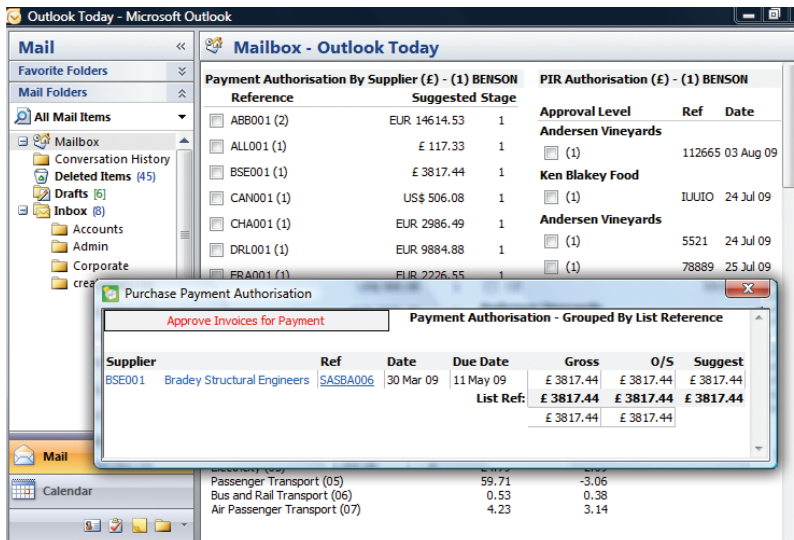 Outlook Today - Microsoft Outlook
Mail «
Favorite Folders
Mail Folders
All Mail Items
Mailbox
Conversation History
Deleted Items (45)
Drafts [6]
Inbox (8)
Accounts
Admin
Corporate
crea
Mail
Calendar
Mailbox - Outlook Today
Payment Authorisation By Supplier (£) - (1) BENSON
Reference Suggested Stage
ABB001 (2) EUR 14614.53 1
ALL001 (1) £ 117.33 1
BSE001 (1) £ 3817.44 1
CAN001 (1) US$ 506.08 1
CHA001 (1) EUR 2986.49 1
DRL001 (1) EUR 9884.88 1
FRA001 (1) EUR 2226.55 1
PIR Authorisation (£) - (1) BENSON
Approval Level Ref Date
Andersen Vineyards
(1) 112665 03 Aug 09
Ken Blakey Food
(1) IUUIO 24 Jul 09
Andersen Vineyards
(1) 5521 24 Jul 09
(1) 78889 25 Jul 09
Purchase Payment Authorisation X
Approve Invoices for Payment
Payment Authorisation - Grouped By List Reference
Supplier Ref Date Due Date Gross O/S Suggest
BSE001 Bradey Structural Engineers SASBA006 30 Mar 09 11 May 09 £ 3817.44 £ 3817.44 £ 3817.44
List Ref: £ 3817.44 £ 3817.44 £ 3817.44
£ 3817.44 £ 3817.44
Passenger Transport (05) 59.71 -3.06
Bus and Rail Transport (06) 0.53 0.38
Air Passenger Transport (07) 4.23 3.14